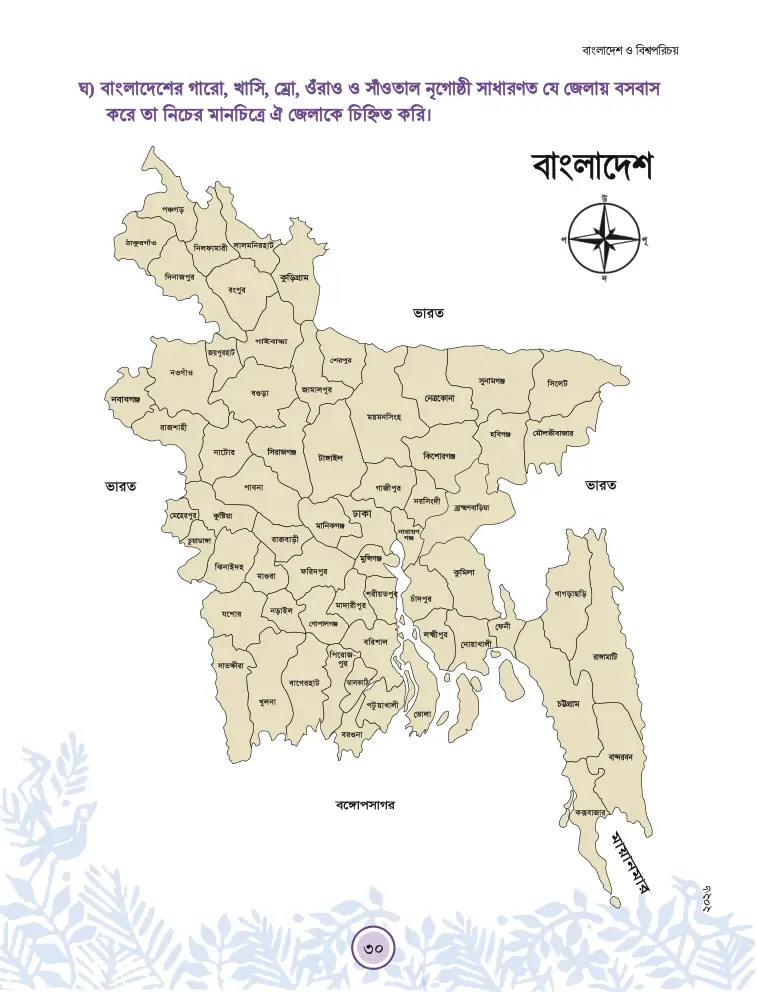 বাংলাদেশ ও বিশ্বপরিচয়
ঘ) বাংলাদেশের গারো, খাসি, ম্রো, ওঁরাও ও সাঁওতাল নৃগোষ্ঠী সাধারণত যে জেলায় বসবাস
করে তা নিচের মানচিত্রে ঐ জেলাকে চিহ্নিত করি।
বাংলাদেশ
উ
প
পূ
দ
পঞ্চগড়
ঠাকুরগাঁও
নিলফামারী
লালমনিরহাট
দিনাজপুর
রংপুর
কুড়িগ্রাম
ভারত
গাইবান্ধা
জয়পুরহাট
শেরপুর
নওগাঁও
বগুড়া
জামালপুর
নেত্রকোনা
সুনামগঞ্জ
সিলেট
নবাবগঞ্জ
ময়মনসিংহ
রাজশাহী
হবিগঞ্জ
মৌলভীবাজার
নাটোর
সিরাজগঞ্জ
টাঙ্গাইল
কিশোরগঞ্জ
ভারত
পাবনা
গাজীপুর
নরসিংদী
ব্রাহ্মণবাড়িয়া
ভারত
মেহেরপুর
কুষ্টিয়া
মানিকগঞ্জ
ঢাকা
নারায়ণ
গঞ্জ
চুয়াডাঙ্গা
রাজবাড়ী
মুন্সিগঞ্জ
ঝিনাইদহ
মাগুরা
ফরিদপুর
কুমিল্লা
শরীয়তপুর
চাঁদপুর
খাগড়াছড়ি
যশোর
নড়াইল
মাদারীপুর
গোপালগঞ্জ
বরিশাল
লক্ষ্মীপুর
নোয়াখালী
ফেনী
সাতক্ষীরা
পিরোজ-
পুর
রাঙ্গামাটি
খুলনা
বাগেরহাট
ঝালকাঠি
পটুয়াখালী
ভোলা
চট্টগ্রাম
বরগুনা
বান্দরবন
বঙ্গোপসাগর
কক্সবাজার
মায়ানমার
২০২৬
৩০